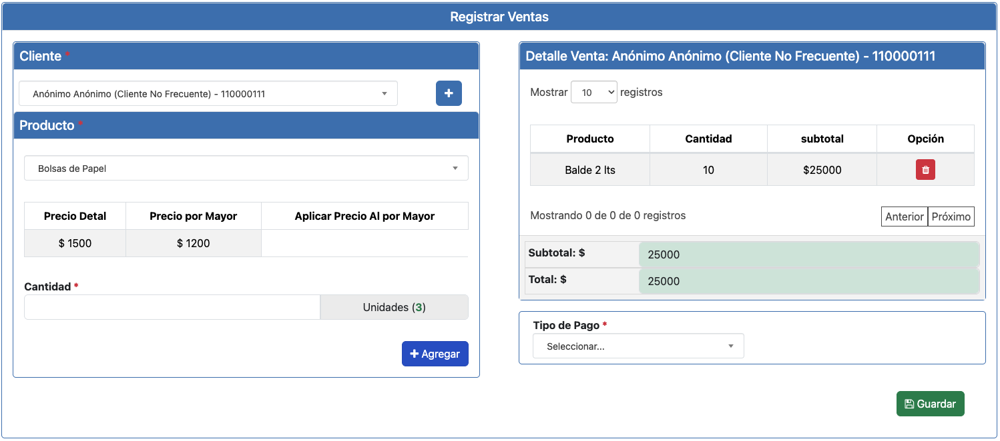 Registrar Ventas
Cliente *
Anónimo Anónimo (Cliente No Frecuente) - 110000111
+
Producto *
Bolsas de Papel
Precio Detal Precio por Mayor Aplicar Precio Al por Mayor
$ 1500 $ 1200
Cantidad *
Unidades (3)
+ Agregar
Detalle Venta: Anónimo Anónimo (Cliente No Frecuente) - 110000111
Mostrar 10 registros
Producto Cantidad subtotal Opción
Balde 2 lts 10 $25000
Mostrando 0 de 0 de 0 registros
Anterior Próximo
Subtotal: $ 25000
Total: $ 25000
Tipo de Pago *
Seleccionar...
Guardar